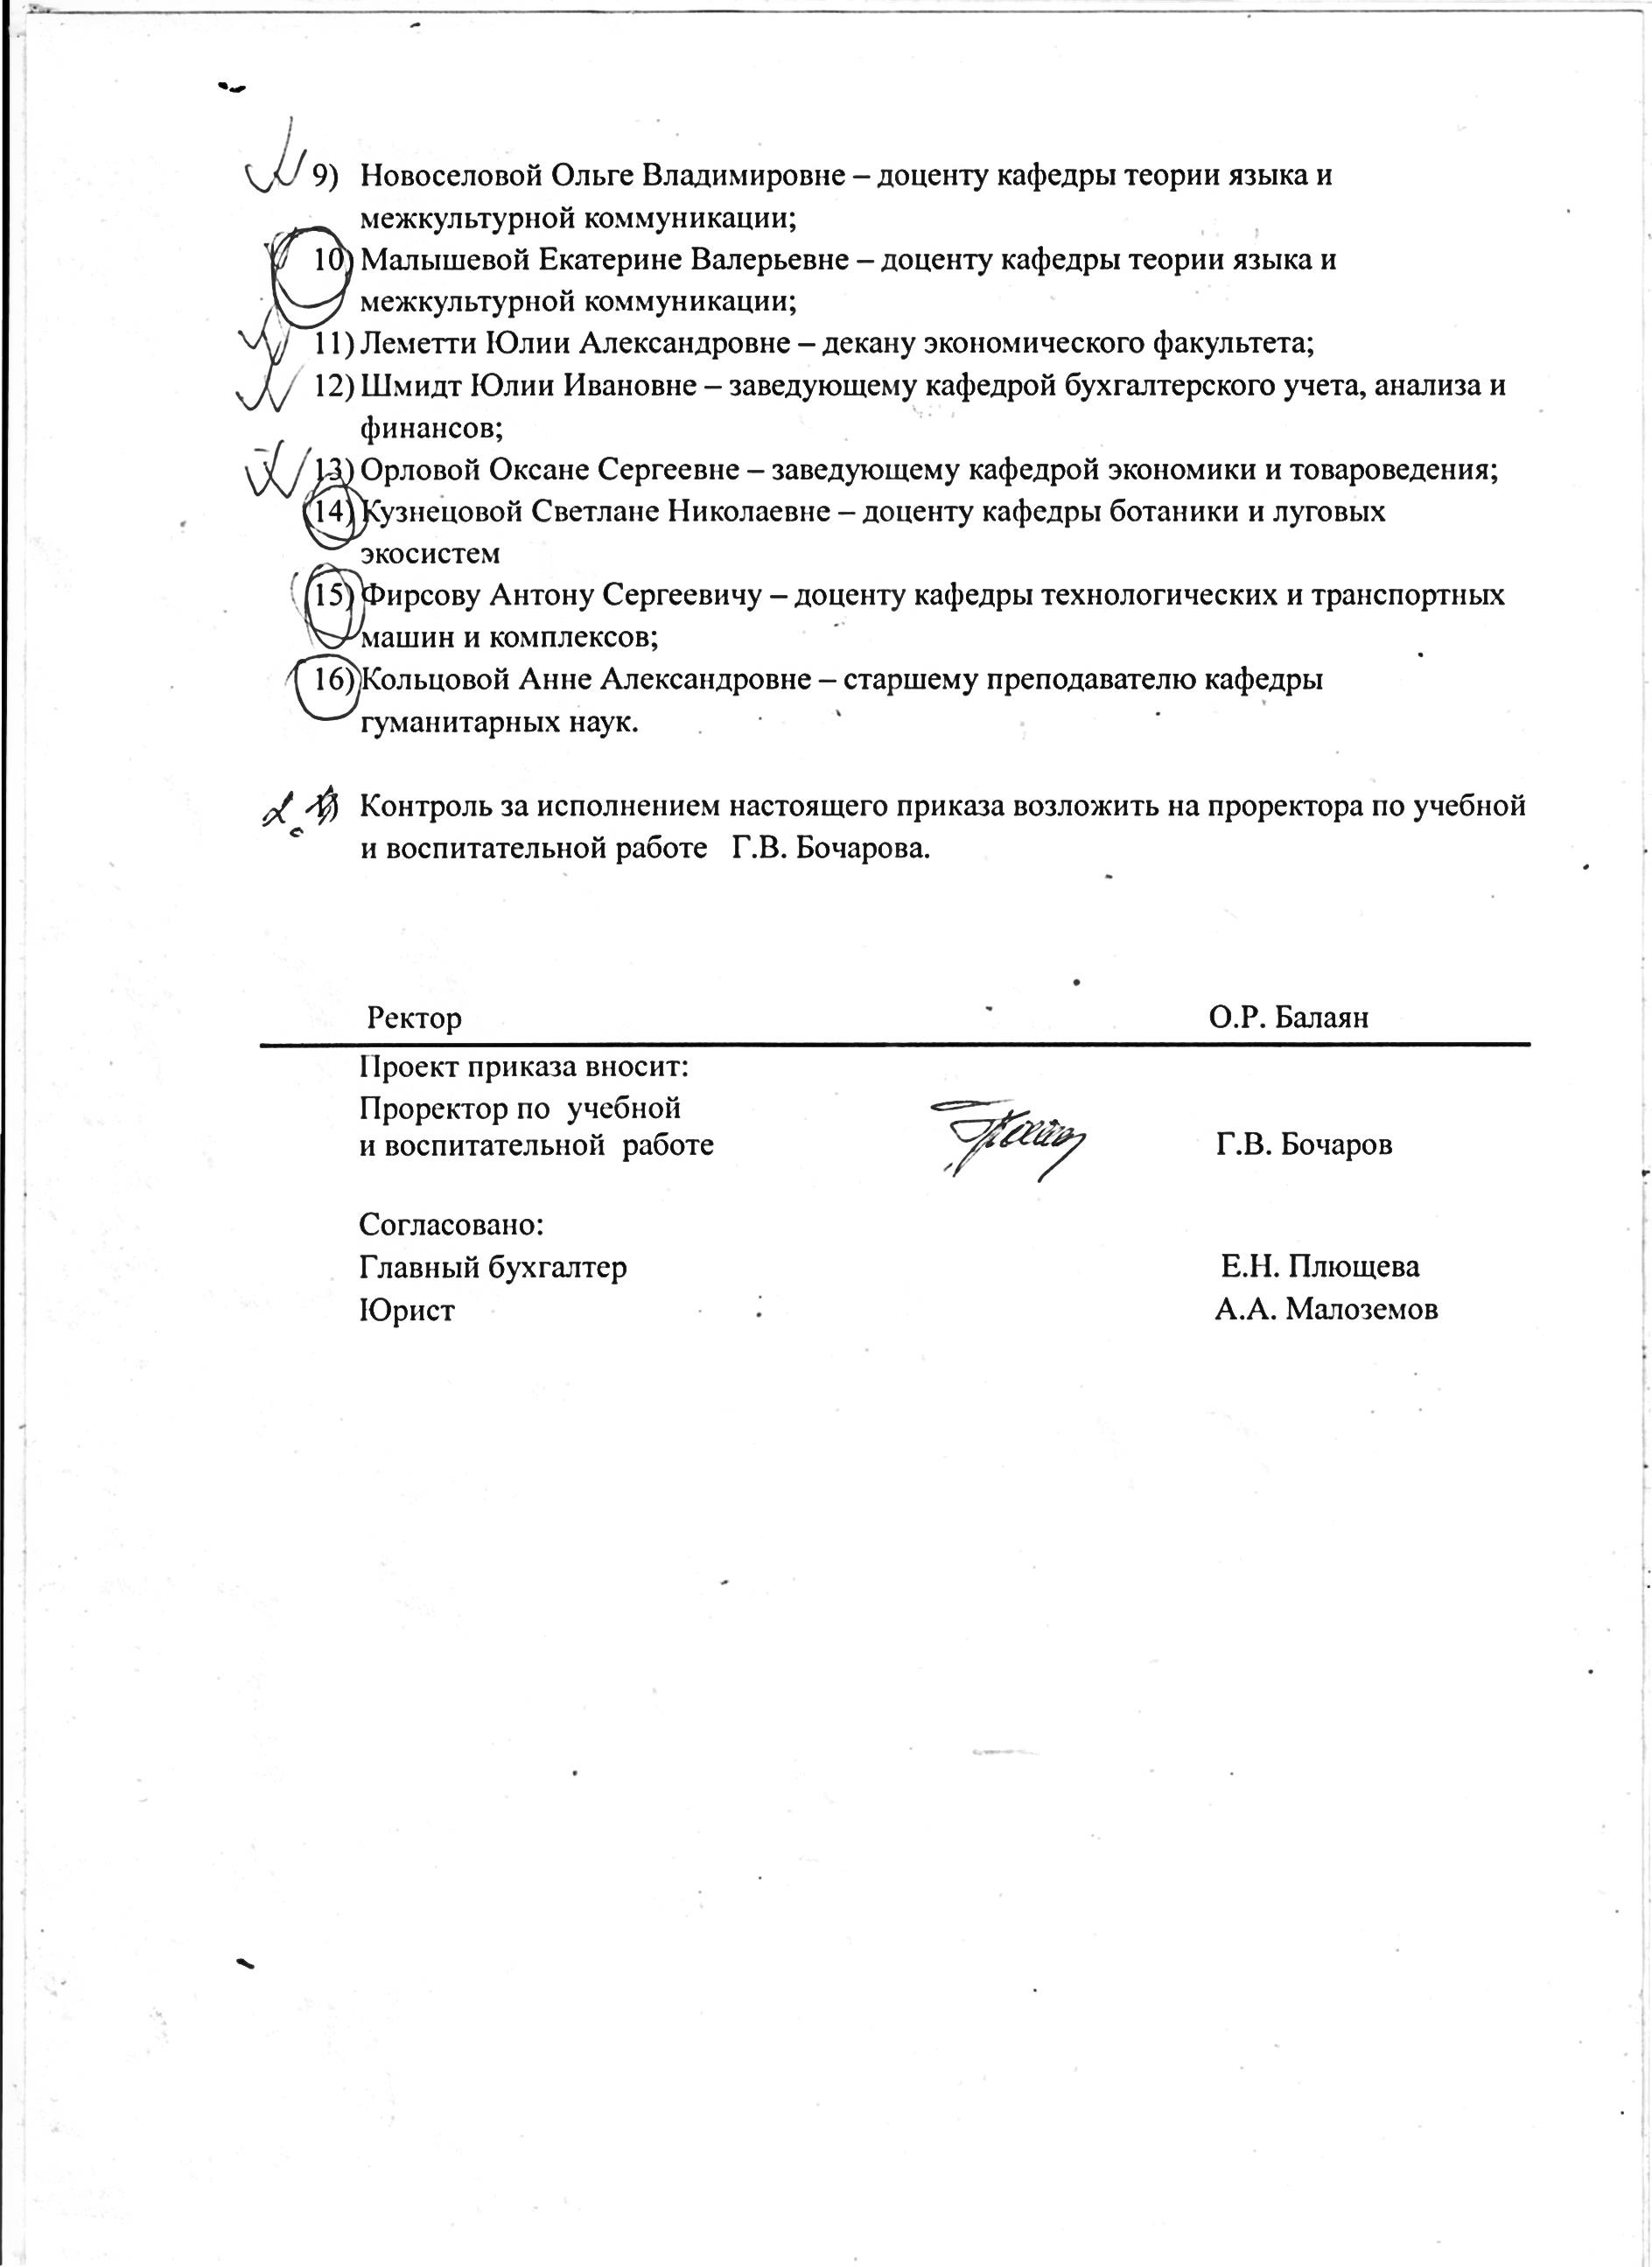 9) Новоселовой Ольге Владимировне – доценту кафедры теории языка и
межкультурной коммуникации;
10) Малышевой Екатерине Валерьевне – доценту кафедры теории языка и
межкультурной коммуникации;
11) Леметти Юлии Александровне – декану экономического факультета;
12) Шмидт Юлии Ивановне – заведующему кафедрой бухгалтерского учета, анализа и
финансов;
13) Орловой Оксане Сергеевне – заведующему кафедрой экономики и товароведения;
14) Кузнецовой Светлане Николаевне – доценту кафедры ботаники и луговых
экосистем
15) Фирсову Антону Сергеевичу – доценту кафедры технологических и транспортных
машин и комплексов;
16) Кольцовой Анне Александровне – старшему преподавателю кафедры
гуманитарных наук.
Контроль за исполнением настоящего приказа возложить на проректора по учебной
и воспитательной работе Г.В. Бочарова.
Ректор О.Р. Балаян
Проект приказа вносит:
Проректор по учебной
и воспитательной работе Г.В. Бочаров
Согласовано:
Главный бухгалтер Е.Н. Плющева
Юрист А.А. Малоземов